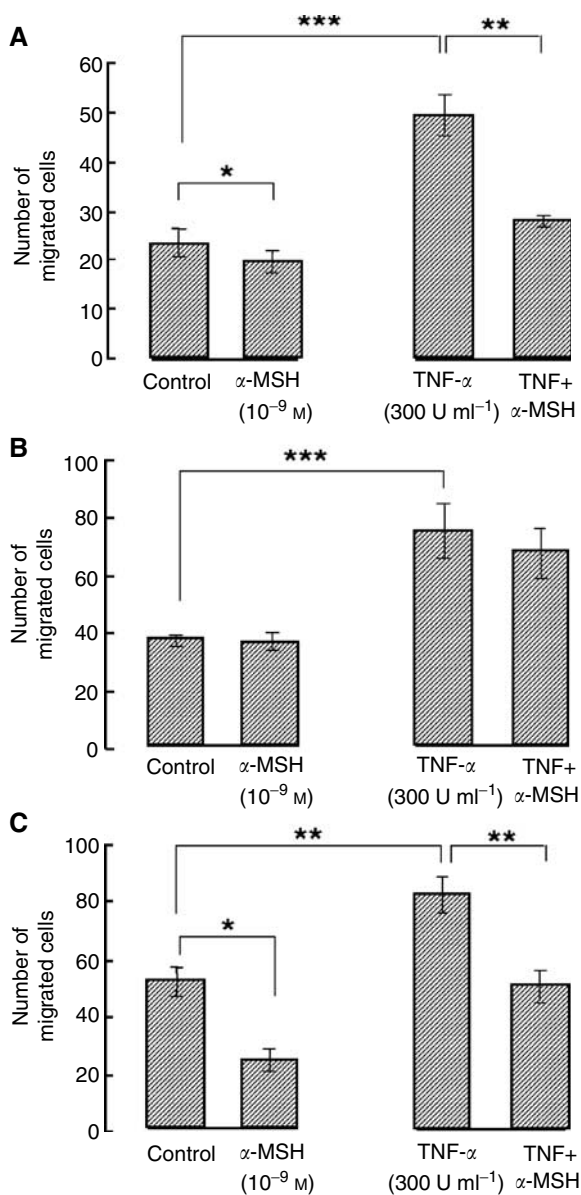 A
*** **
60
50
40
30
20
10
0
*
Number of
migrated cells
Control α-MSH TNF-α TNF+
(10⁻⁹ M) (300 U ml⁻¹) α-MSH
B
***
100
80
60
40
20
0
Number of
migrated cells
Control α-MSH TNF-α TNF+
(10⁻⁹ M) (300 U ml⁻¹) α-MSH
C
** **
100
80
60
40
20
0
*
Number of
migrated cells
Control α-MSH TNF-α TNF+
(10⁻⁹ M) (300 U ml⁻¹) α-MSH